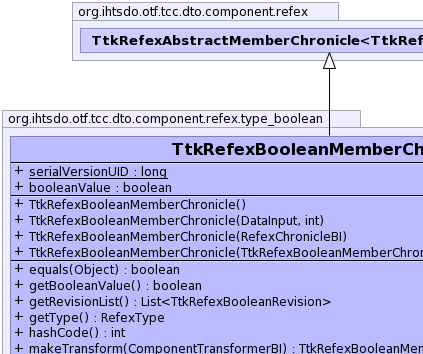 org.ihtsdo.otf.tcc.dto.component.refex
TtkRefexAbstractMemberChronicle<TtkRef
org.ihtsdo.otf.tcc.dto.component.refex.type_boolean
TtkRefexBooleanMemberCh
+ serialVersionUID : long
+ booleanValue : boolean
+ TtkRefexBooleanMemberChronicle()
+ TtkRefexBooleanMemberChronicle(DataInput, int)
+ TtkRefexBooleanMemberChronicle(RefexChronicleBI)
+ TtkRefexBooleanMemberChronicle(TtkRefexBooleanMemberChron
+ equals(Object) : boolean
+ getBooleanValue() : boolean
+ getRevisionList() : List<TtkRefexBooleanRevision>
+ getType() : RefexType
+ hashCode() : int
+ makeTransform(ComponentTransformerBI) : TtkRefexBooleanMem